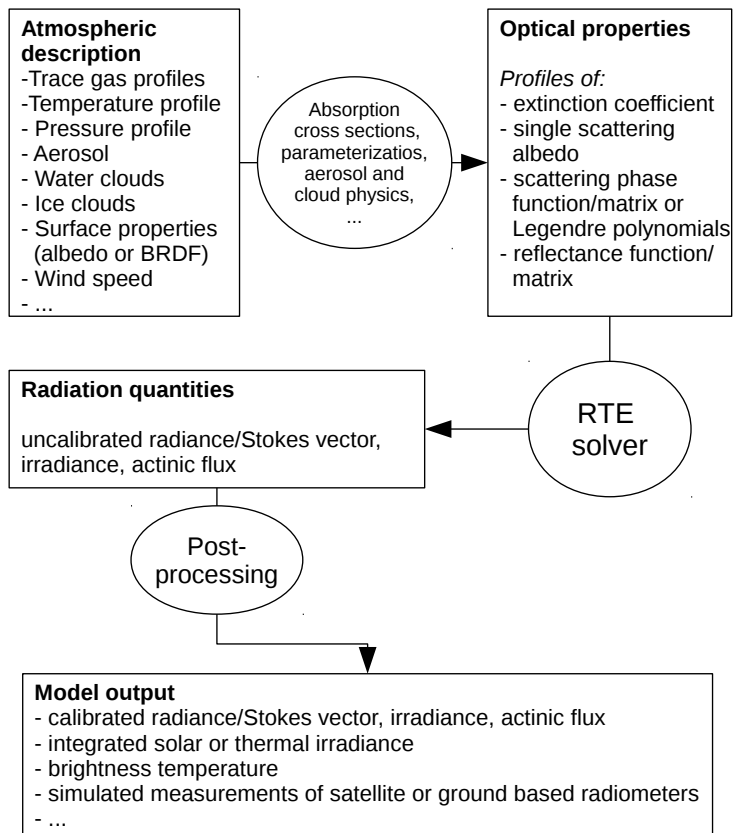 Atmospheric
description
-Trace gas profiles
-Temperature profile
- Pressure profile
- Aerosol
- Water clouds
- Ice clouds
- Surface properties
(albedo or BRDF)
- Wind speed
- ...
Absorption
cross sections,
parameterizatios,
aerosol and
cloud physics,
...
Optical properties
Profiles of:
- extinction coefficient
- single scattering
albedo
- scattering phase
function/matrix or
Legendre polynomials
- reflectance function/
matrix
RTE
solver
Radiation quantities
uncalibrated radiance/Stokes vector,
irradiance, actinic flux
Post-
processing
Model output
- calibrated radiance/Stokes vector, irradiance, actinic flux
- integrated solar or thermal irradiance
- brightness temperature
- simulated measurements of satellite or ground based radiometers
- ...